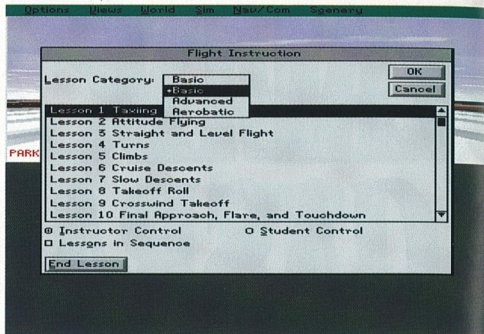 Options Views World Sim Nav/Com Scenery
Flight Instruction
Lesson Category: Basic
Basic
Advanced
Aerobatic
OK
Cancel
Lesson 1 Taxiing
Lesson 2 Attitude Flying
Lesson 3 Straight and Level Flight
Lesson 4 Turns
Lesson 5 Climbs
Lesson 6 Cruise Descents
Lesson 7 Slow Descents
Lesson 8 Takeoff Roll
Lesson 9 Crosswind Takeoff
Lesson 10 Final Approach, Flare, and Touchdown
PARK
Instructor Control Student Control
Lessons in Sequence
End Lesson